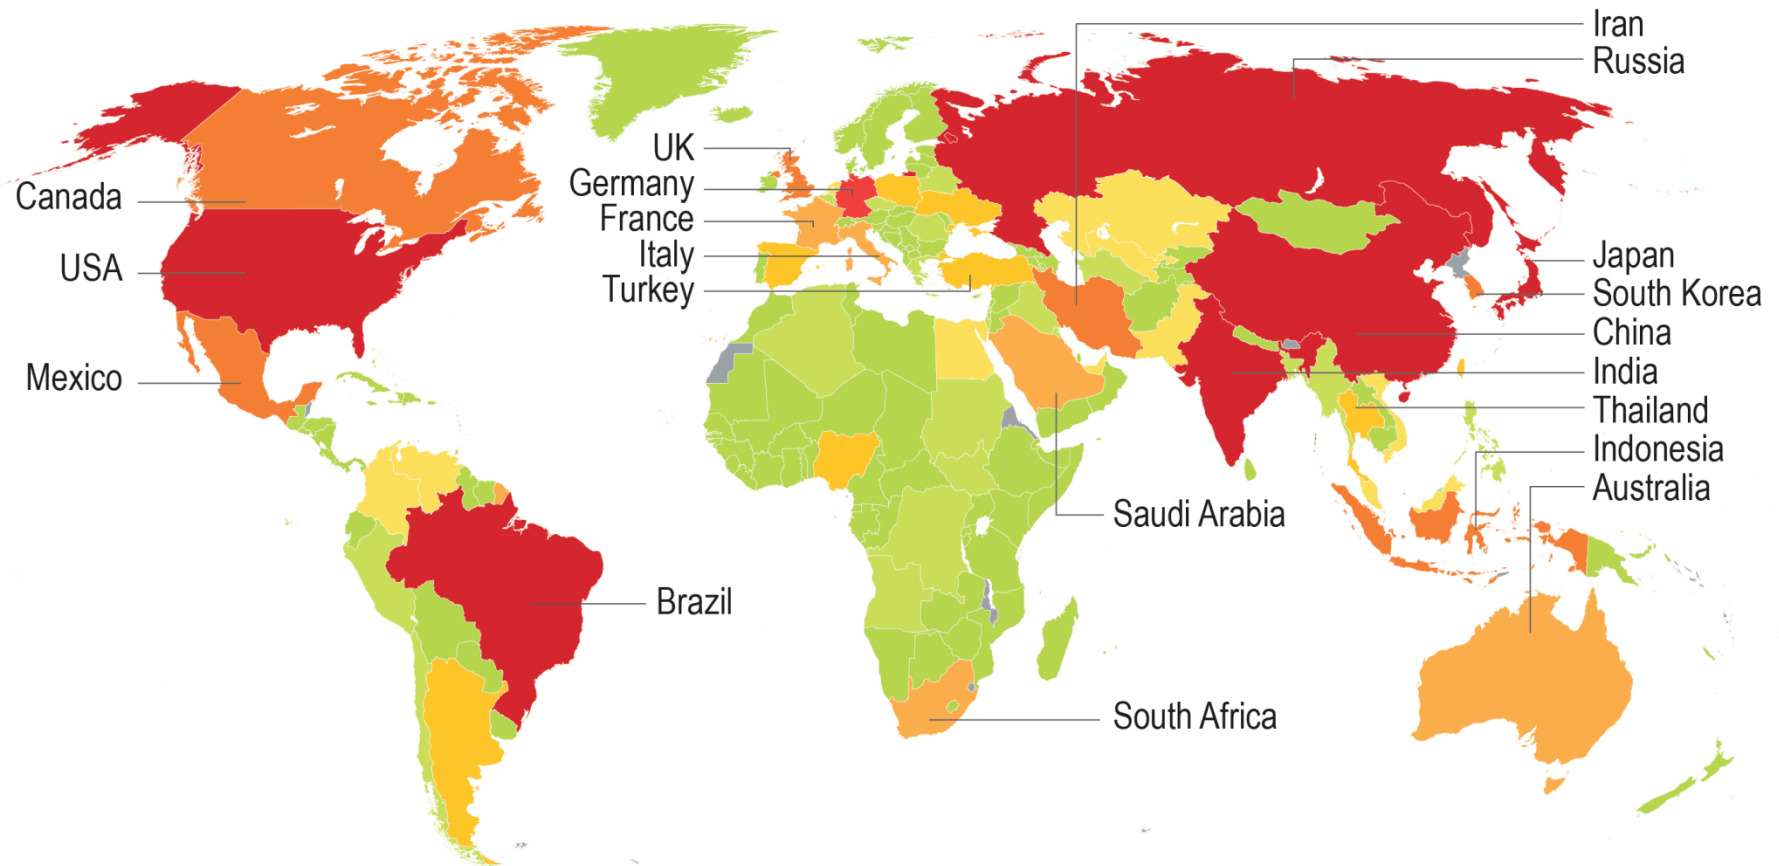 Iran
Russia
UK
Germany
Canada
France
Italy
Japan
USA
Turkey
South Korea
China
Mexico
India
Thailand
Indonesia
Australia
Saudi Arabia
Brazil
South Africa